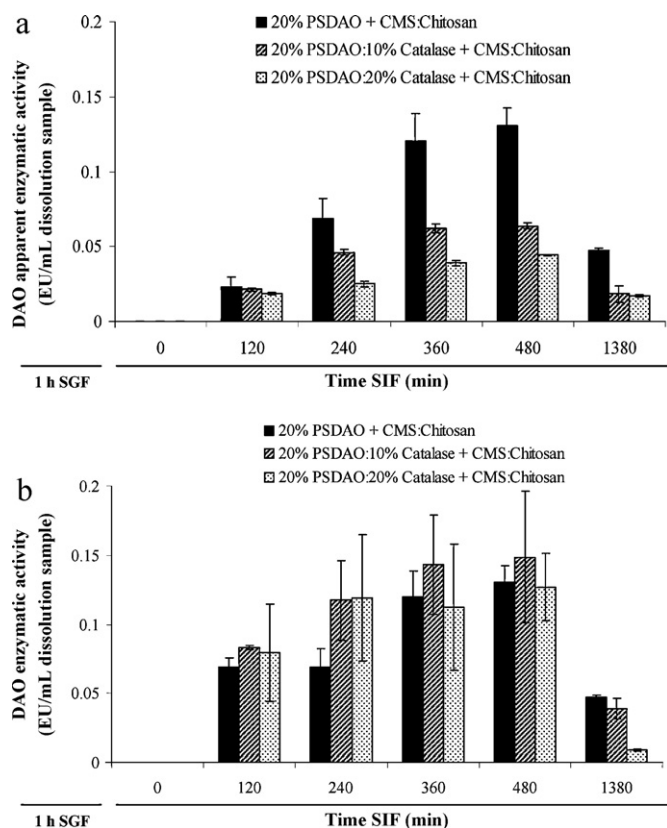 a
20% PSDAO + CMS:Chitosan
20% PSDAO:10% Catalase + CMS:Chitosan
20% PSDAO:20% Catalase + CMS:Chitosan
DAO apparent enzymatic activity
(EU/mL dissolution sample)
0.2
0.15
0.1
0.05
0
0 120 240 360 480 1380
1 h SGF Time SIF (min)
b
20% PSDAO + CMS:Chitosan
20% PSDAO:10% Catalase + CMS:Chitosan
20% PSDAO:20% Catalase + CMS:Chitosan
DAO enzymatic activity
(EU/mL dissolution sample)
0.2
0.15
0.1
0.05
0
0 120 240 360 480 1380
1 h SGF Time SIF (min)